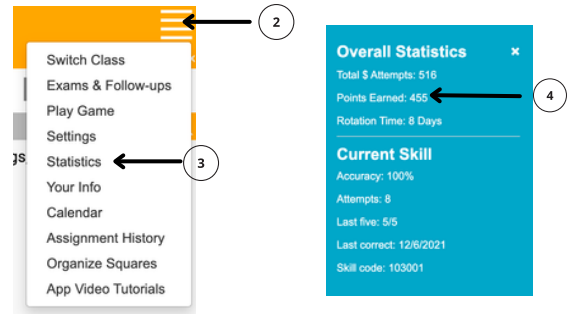 2
Switch Class
Exams & Follow-ups
Play Game
Settings
Statistics
3
Your Info
Calendar
Assignment History
Organize Squares
App Video Tutorials
Overall Statistics ×
Total $ Attempts: 516
Points Earned: 455
4
Rotation Time: 8 Days
Current Skill
Accuracy: 100%
Attempts: 8
Last five: 5/5
Last correct: 12/6/2021
Skill code: 103001